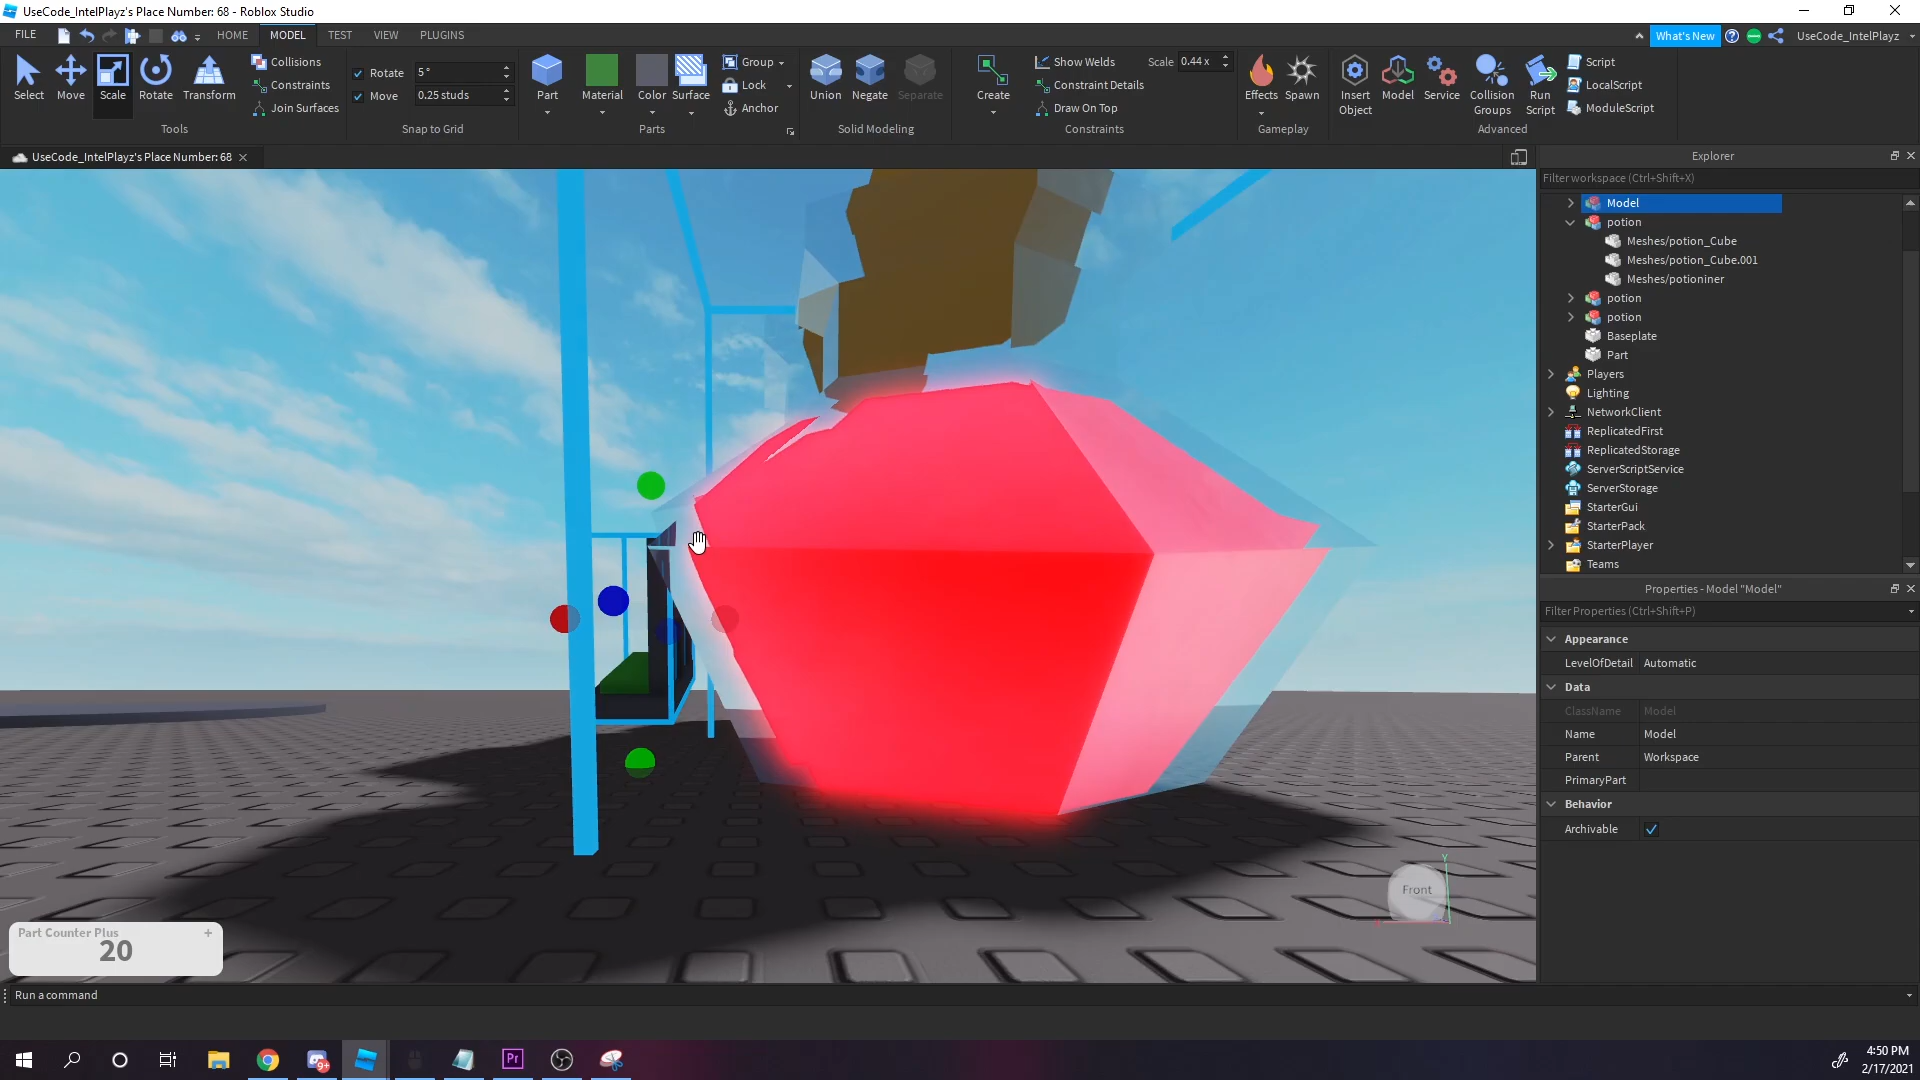 UseCode_IntelPlayz's Place Number: 68 - Roblox Studio
FILE
HOME
MODEL
TEST
VIEW
PLUGINS
What's New
UseCode_IntelPlayz
Select
Move
Scale
Rotate
Transform
Collisions
Constraints
Join Surfaces
Tools
Rotate
5 °
Move
0.25 studs
Snap to Grid
Part
Material
Color
Surface
Group
Lock
Anchor
Parts
Union
Negate
Separate
Solid Modeling
Create
Show Welds
Constraint Details
Draw On Top
Scale
0.44 x
Constraints
Effects
Spawn
Gameplay
Insert
Object
Model
Service
Collision
Groups
Run
Script
Script
LocalScript
ModuleScript
Advanced
UseCode_IntelPlayz's Place Number: 68
Explorer
Filter workspace (Ctrl+Shift+X)
Model
potion
Meshes/potion_Cube
Meshes/potion_Cube.001
Meshes/potioniner
potion
potion
Baseplate
Part
Players
Lighting
NetworkClient
ReplicatedFirst
ReplicatedStorage
ServerScriptService
ServerStorage
StarterGui
StarterPack
StarterPlayer
Teams
Properties - Model "Model"
Filter Properties (Ctrl+Shift+P)
Appearance
LevelOfDetail Automatic
Data
ClassName Model
Name Model
Parent Workspace
PrimaryPart
Behavior
Archivable
Front
Y
Part Counter Plus
+
20
Run a command
Pr
9+
4:50 PM
2/17/2021